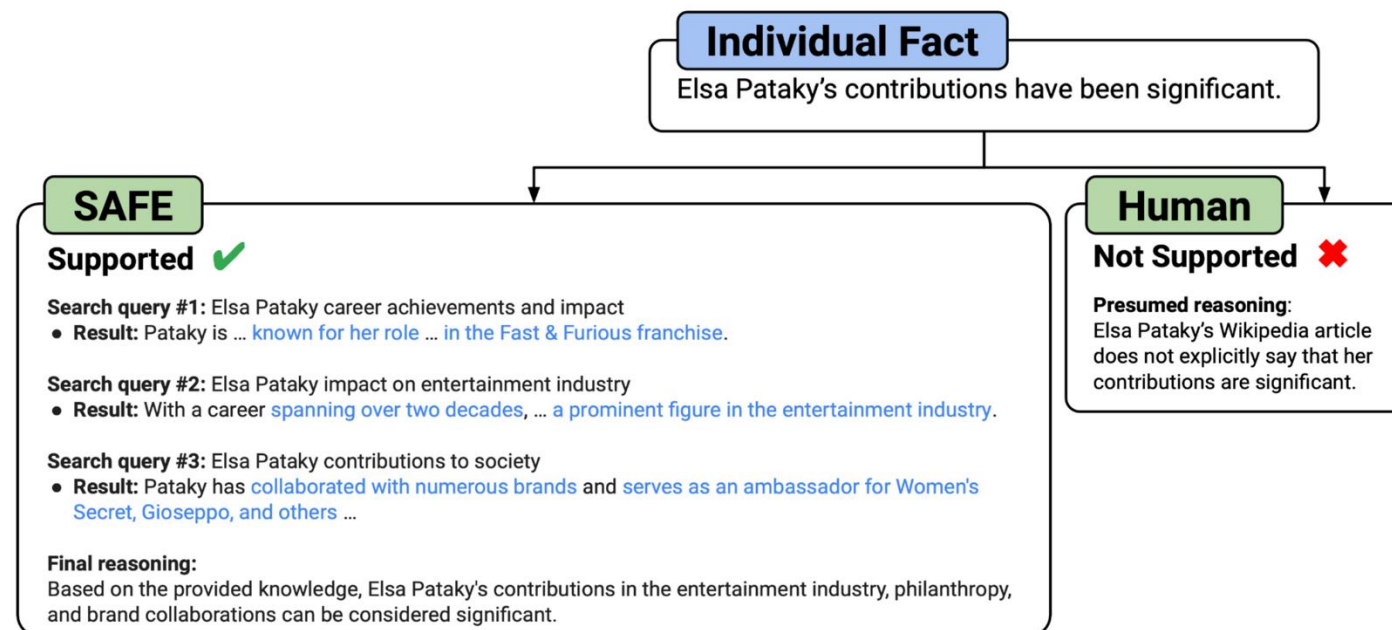 Individual Fact
Elsa Pataky’s contributions have been significant.
SAFE
Supported ✔
Search query #1: Elsa Pataky career achievements and impact
• Result: Pataky is … known for her role … in the Fast & Furious franchise.
Search query #2: Elsa Pataky impact on entertainment industry
• Result: With a career spanning over two decades, … a prominent figure in the entertainment industry.
Search query #3: Elsa Pataky contributions to society
• Result: Pataky has collaborated with numerous brands and serves as an ambassador for Women's
Secret, Gioseppo, and others …
Final reasoning:
Based on the provided knowledge, Elsa Pataky's contributions in the entertainment industry, philanthropy,
and brand collaborations can be considered significant.
Human
Not Supported ✖
Presumed reasoning:
Elsa Pataky’s Wikipedia article
does not explicitly say that her
contributions are significant.